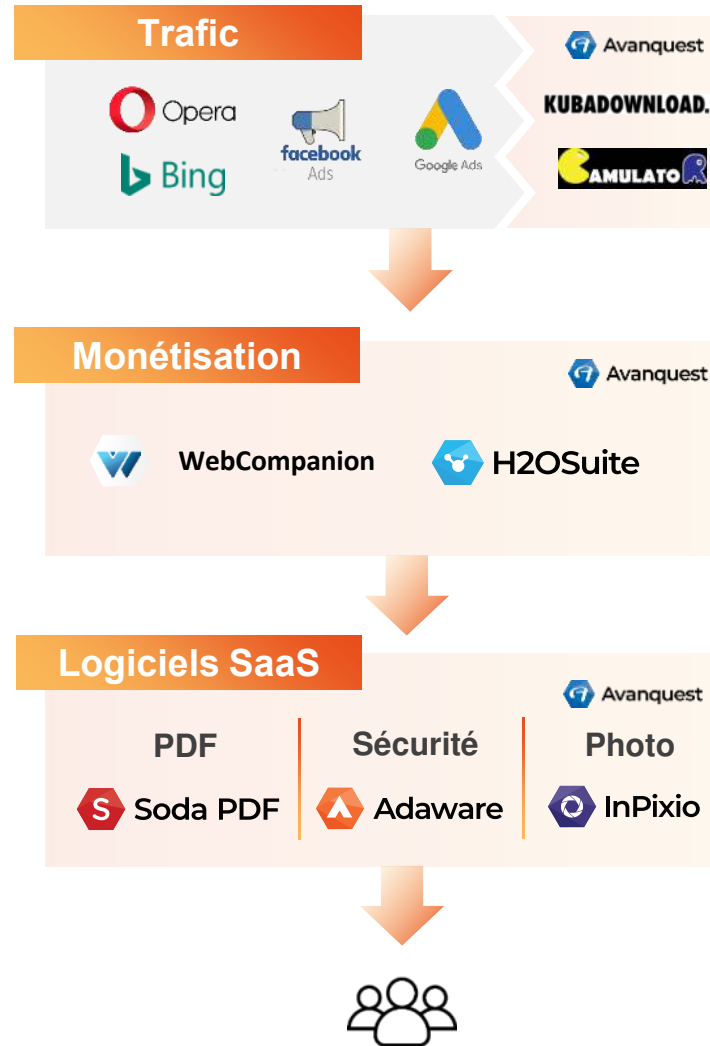 Trafic
Opera
Bing
facebook
Ads
Google Ads
Avanquest
KUBADOWNLOAD.
CAMULATOR
Monétisation
Avanquest
WebCompanion
H2OSuite
Logiciels SaaS
Avanquest
PDF
Sécurité
Photo
S Soda PDF
Adaware
InPixio